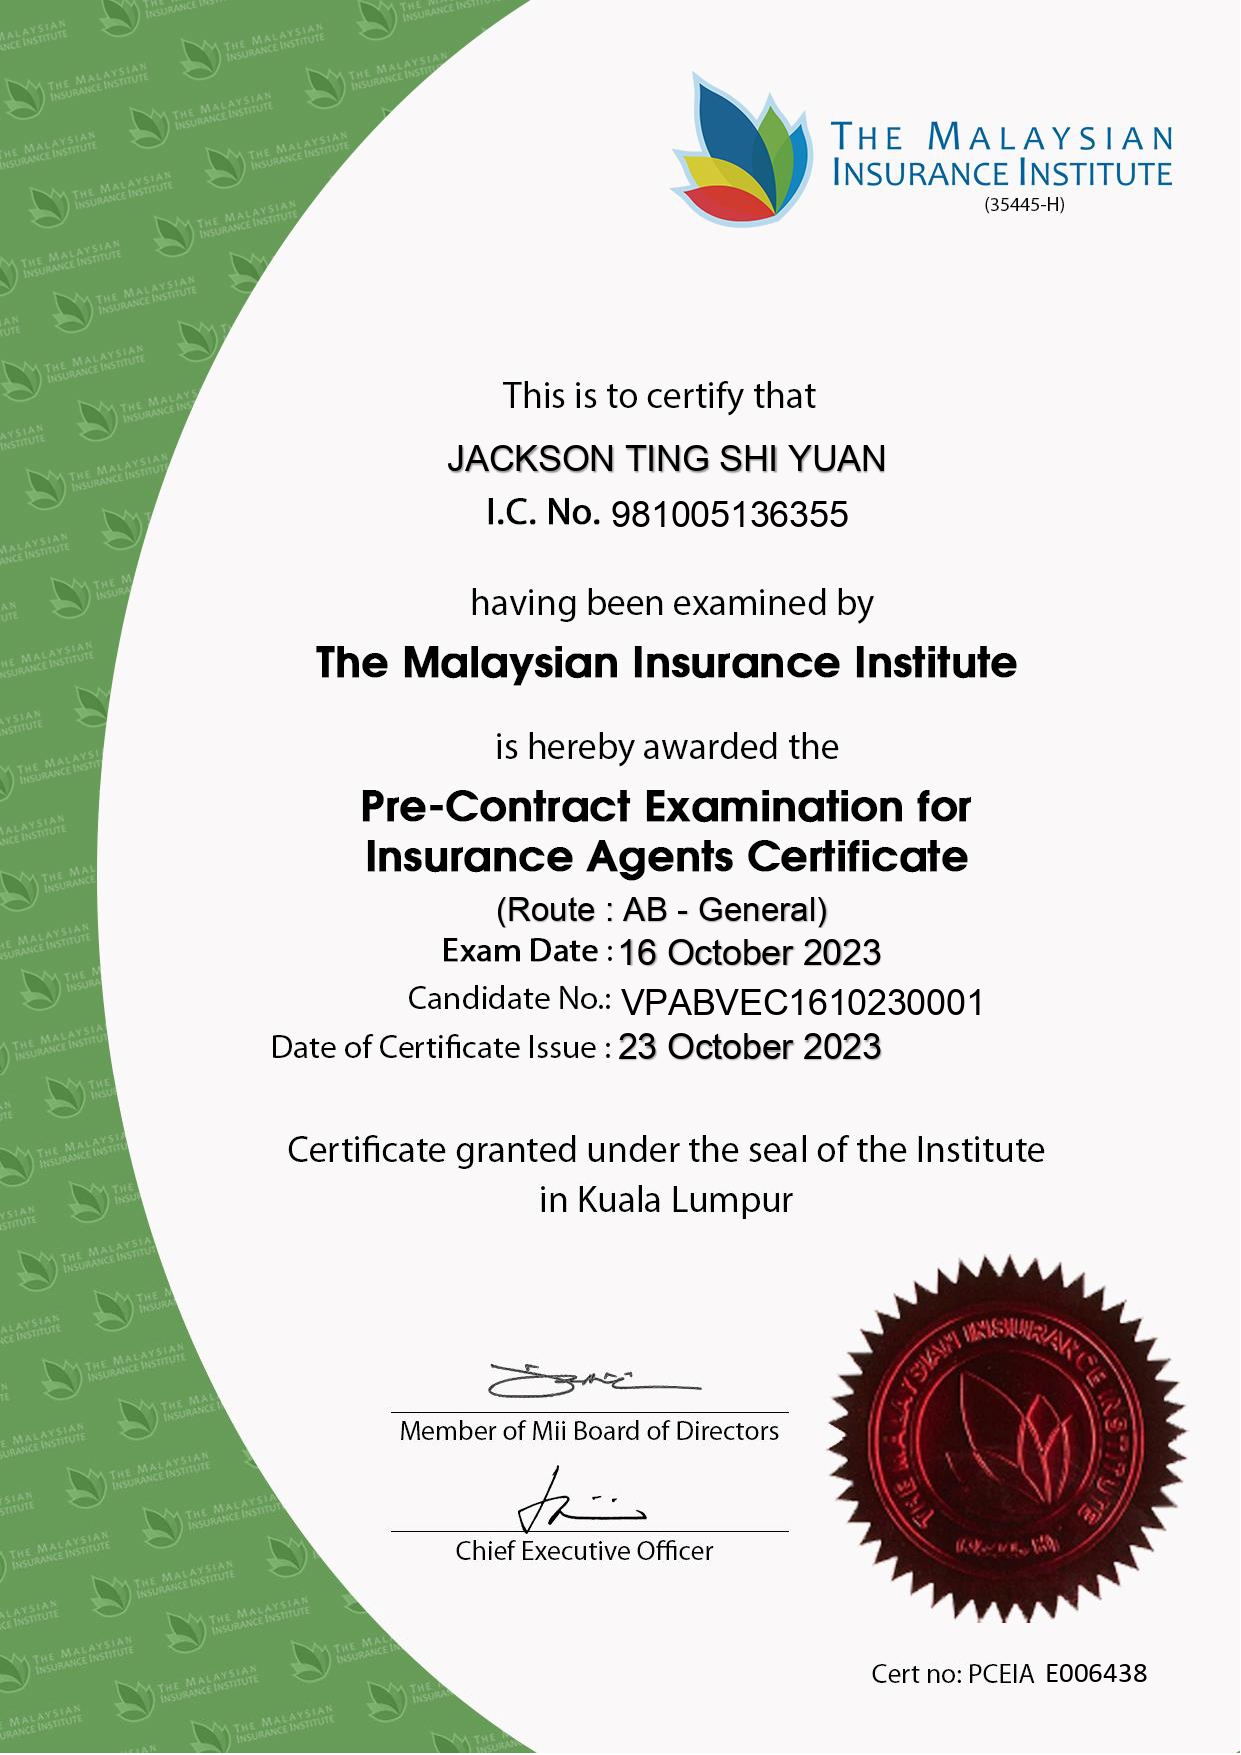 THE MALAYSIAN
INSURANCE INSTITUTE
(35445-H)
This is to certify that
JACKSON TING SHI YUAN
I.C. No. 981005136355
having been examined by
The Malaysian Insurance Institute
is hereby awarded the
Pre-Contract Examination for
Insurance Agents Certificate
(Route : AB - General)
Exam Date : 16 October 2023
Candidate No.: VPABVEC1610230001
Date of Certificate Issue : 23 October 2023
Certificate granted under the seal of the Institute
in Kuala Lumpur
Member of Mii Board of Directors
Chief Executive Officer
THE MALAYSIAN INSURANCE INSTITUTE
Cert no: PCEIA E006438